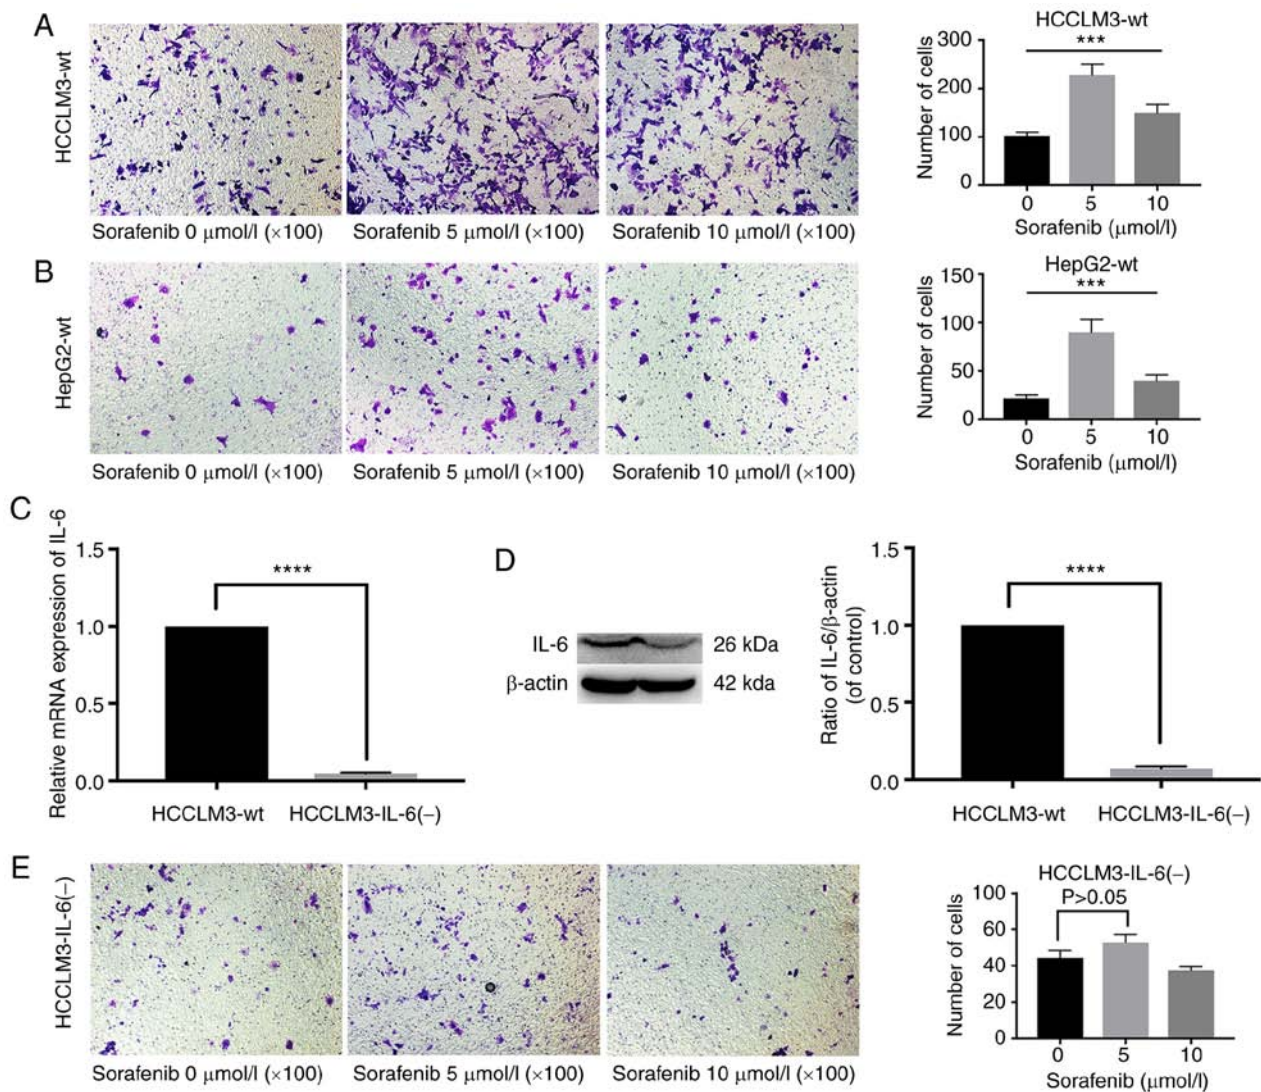 A
HCCLM3-wt
Sorafenib 0 μmol/l (×100)
Sorafenib 5 μmol/l (×100)
Sorafenib 10 μmol/l (×100)
HCCLM3-wt
***
300
200
100
0
Number of cells
0 5 10
Sorafenib (μmol/l)
B
HepG2-wt
Sorafenib 0 μmol/l (×100)
Sorafenib 5 μmol/l (×100)
Sorafenib 10 μmol/l (×100)
HepG2-wt
***
150
100
50
0
Number of cells
0 5 10
Sorafenib (μmol/l)
C
Relative mRNA expression of IL-6
1.5
1.0
0.5
0.0
****
HCCLM3-wt HCCLM3-IL-6(–)
D
IL-6 26 kDa
β-actin 42 kda
Ratio of IL-6/β-actin
(of control)
1.5
1.0
0.5
0.0
****
HCCLM3-wt HCCLM3-IL-6(–)
E
HCCLM3-IL-6(–)
Sorafenib 0 μmol/l (×100)
Sorafenib 5 μmol/l (×100)
Sorafenib 10 μmol/l (×100)
HCCLM3-IL-6(–)
P>0.05
100
80
60
40
20
0
Number of cells
0 5 10
Sorafenib (μmol/l)